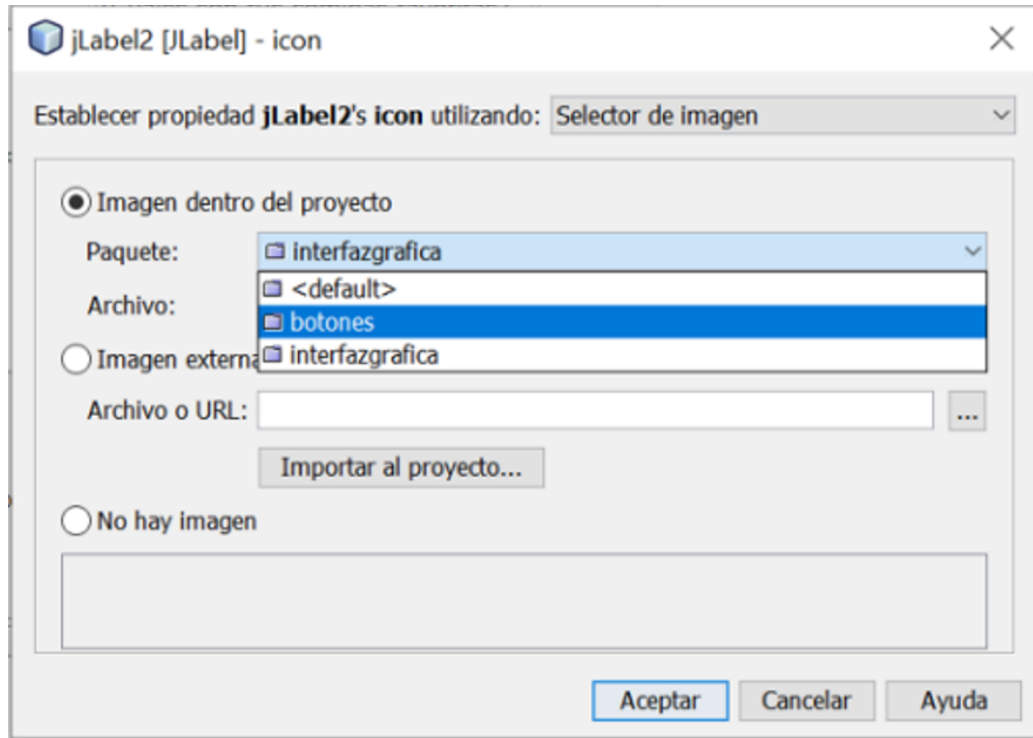 jLabel2 [JLabel] - icon
Establecer propiedad jLabel2's icon utilizando: Selector de imagen
Imagen dentro del proyecto
Paquete: interfazgrafica
<default>
Archivo:
botones
Imagen externa interfazgrafica
Archivo o URL: ...
Importar al proyecto...
No hay imagen
Aceptar Cancelar Ayuda